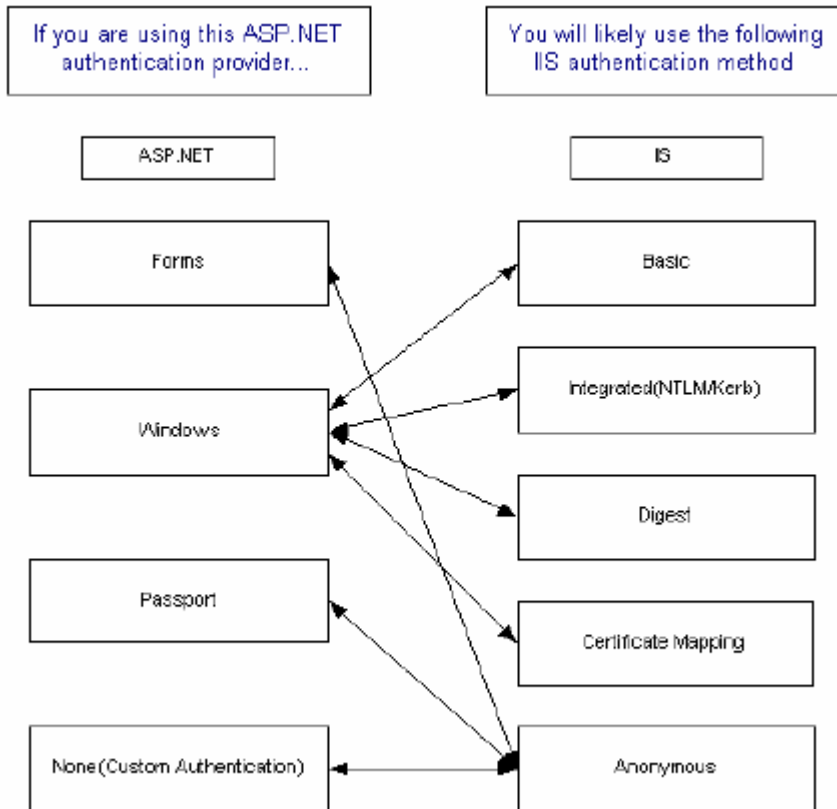 If you are using this ASP.NET
authentication provider...
You will likely use the following
IIS authentication method
ASP.NET
IIS
Forms
Basic
Windows
Integrated(NTLM/Kerb)
Digest
Passport
Certificate Mapping
None(Custom Authentication)
Anonymous